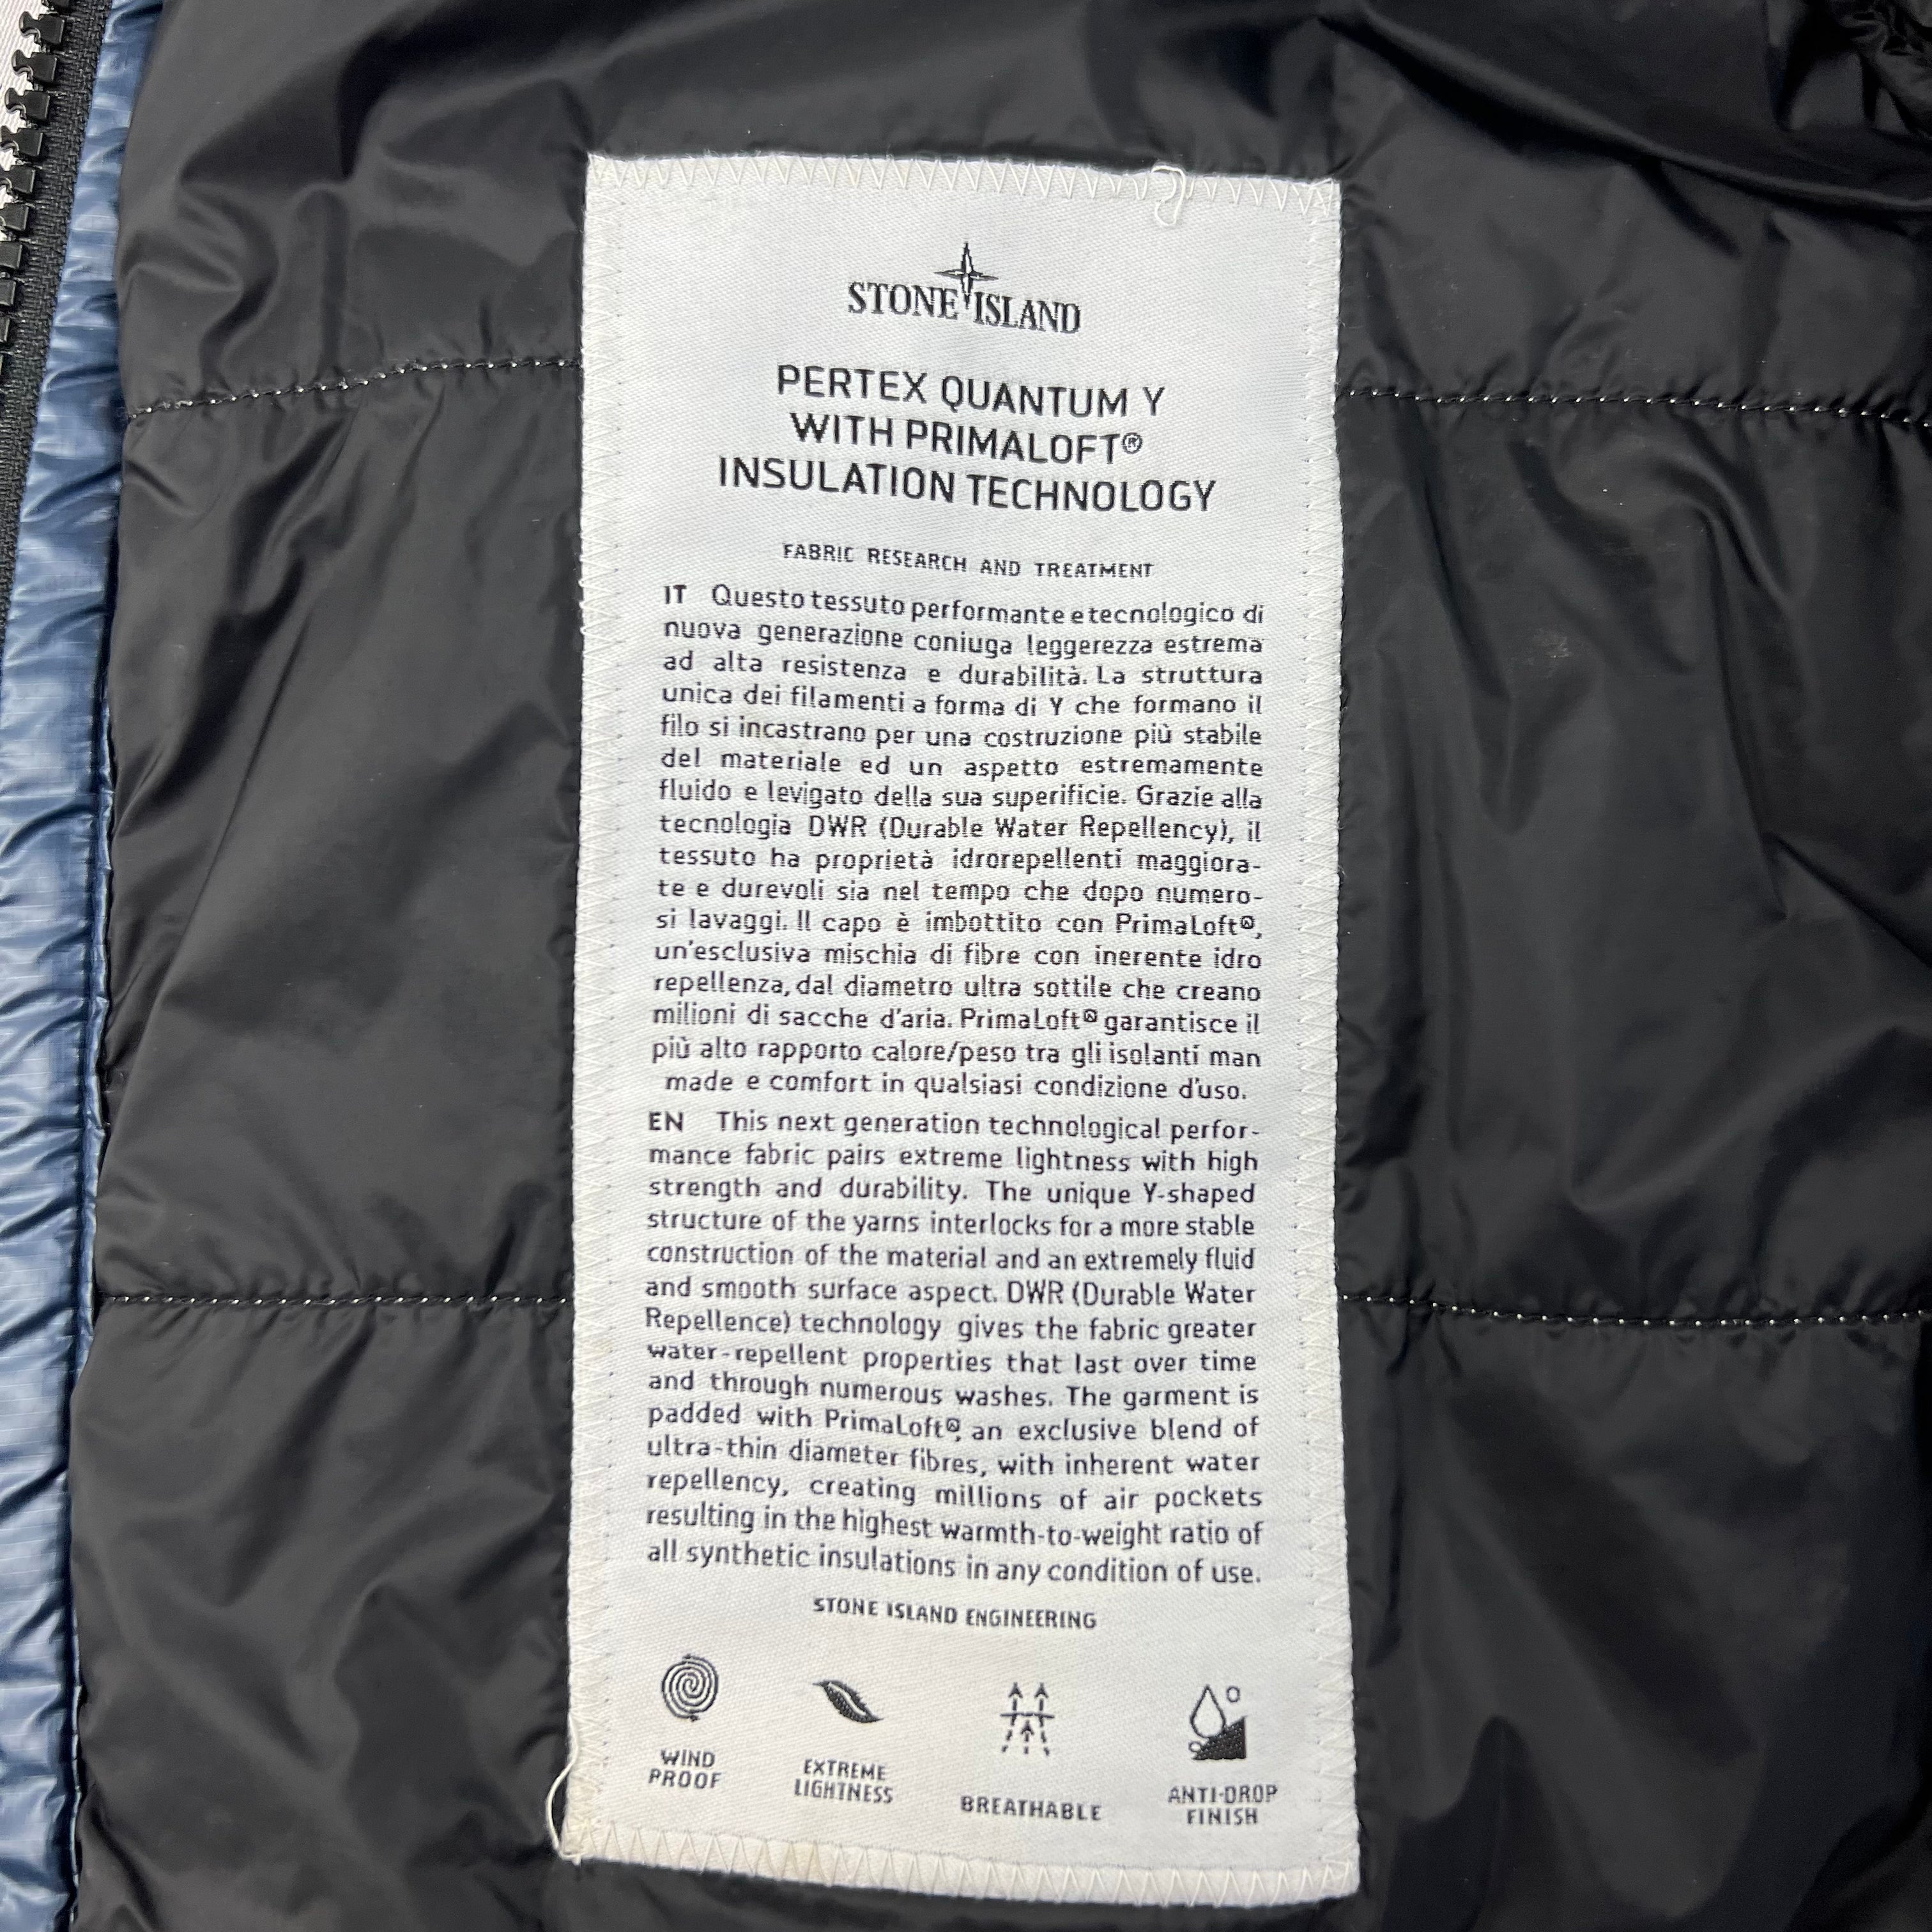 STONE ISLAND
PERTEX QUANTUM Y
WITH PRIMALOFT®
INSULATION TECHNOLOGY
FABRIC RESEARCH AND TREATMENT
IT Questo tessuto performante e tecnologico di
nuova generazione coniuga leggerezza estrema
ad alta resistenza e durabilità. La struttura
unica dei filamenti a forma di Y che formano il
filo si incastrano per una costruzione più stabile
del materiale ed un aspetto estremamente
fluido e levigato della sua superificie. Grazie alla
tecnologia DWR (Durable Water Repellency), il
tessuto ha proprietà idrorepellenti maggiora-
te e durevoli sia nel tempo che dopo numero-
si lavaggi. Il capo è imbottito con PrimaLoft®,
un'esclusiva mischia di fibre con inerente idro
repellenza, dal diametro ultra sottile che creano
milioni di sacche d'aria. PrimaLoft® garantisce il
più alto rapporto calore/peso tra gli isolanti man
made e comfort in qualsiasi condizione d'uso.
EN This next generation technological perfor-
mance fabric pairs extreme lightness with high
strength and durability. The unique Y-shaped
structure of the yarns interlocks for a more stable
construction of the material and an extremely fluid
and smooth surface aspect. DWR (Durable Water
Repellence) technology gives the fabric greater
water-repellent properties that last over time
and through numerous washes. The garment is
padded with PrimaLoft®, an exclusive blend of
ultra-thin diameter fibres, with inherent water
repellency, creating millions of air pockets
resulting in the highest warmth-to-weight ratio of
all synthetic insulations in any condition of use.
STONE ISLAND ENGINEERING
WIND
PROOF
EXTREME
LIGHTNESS
BREATHABLE
ANTI-DROP
FINISH